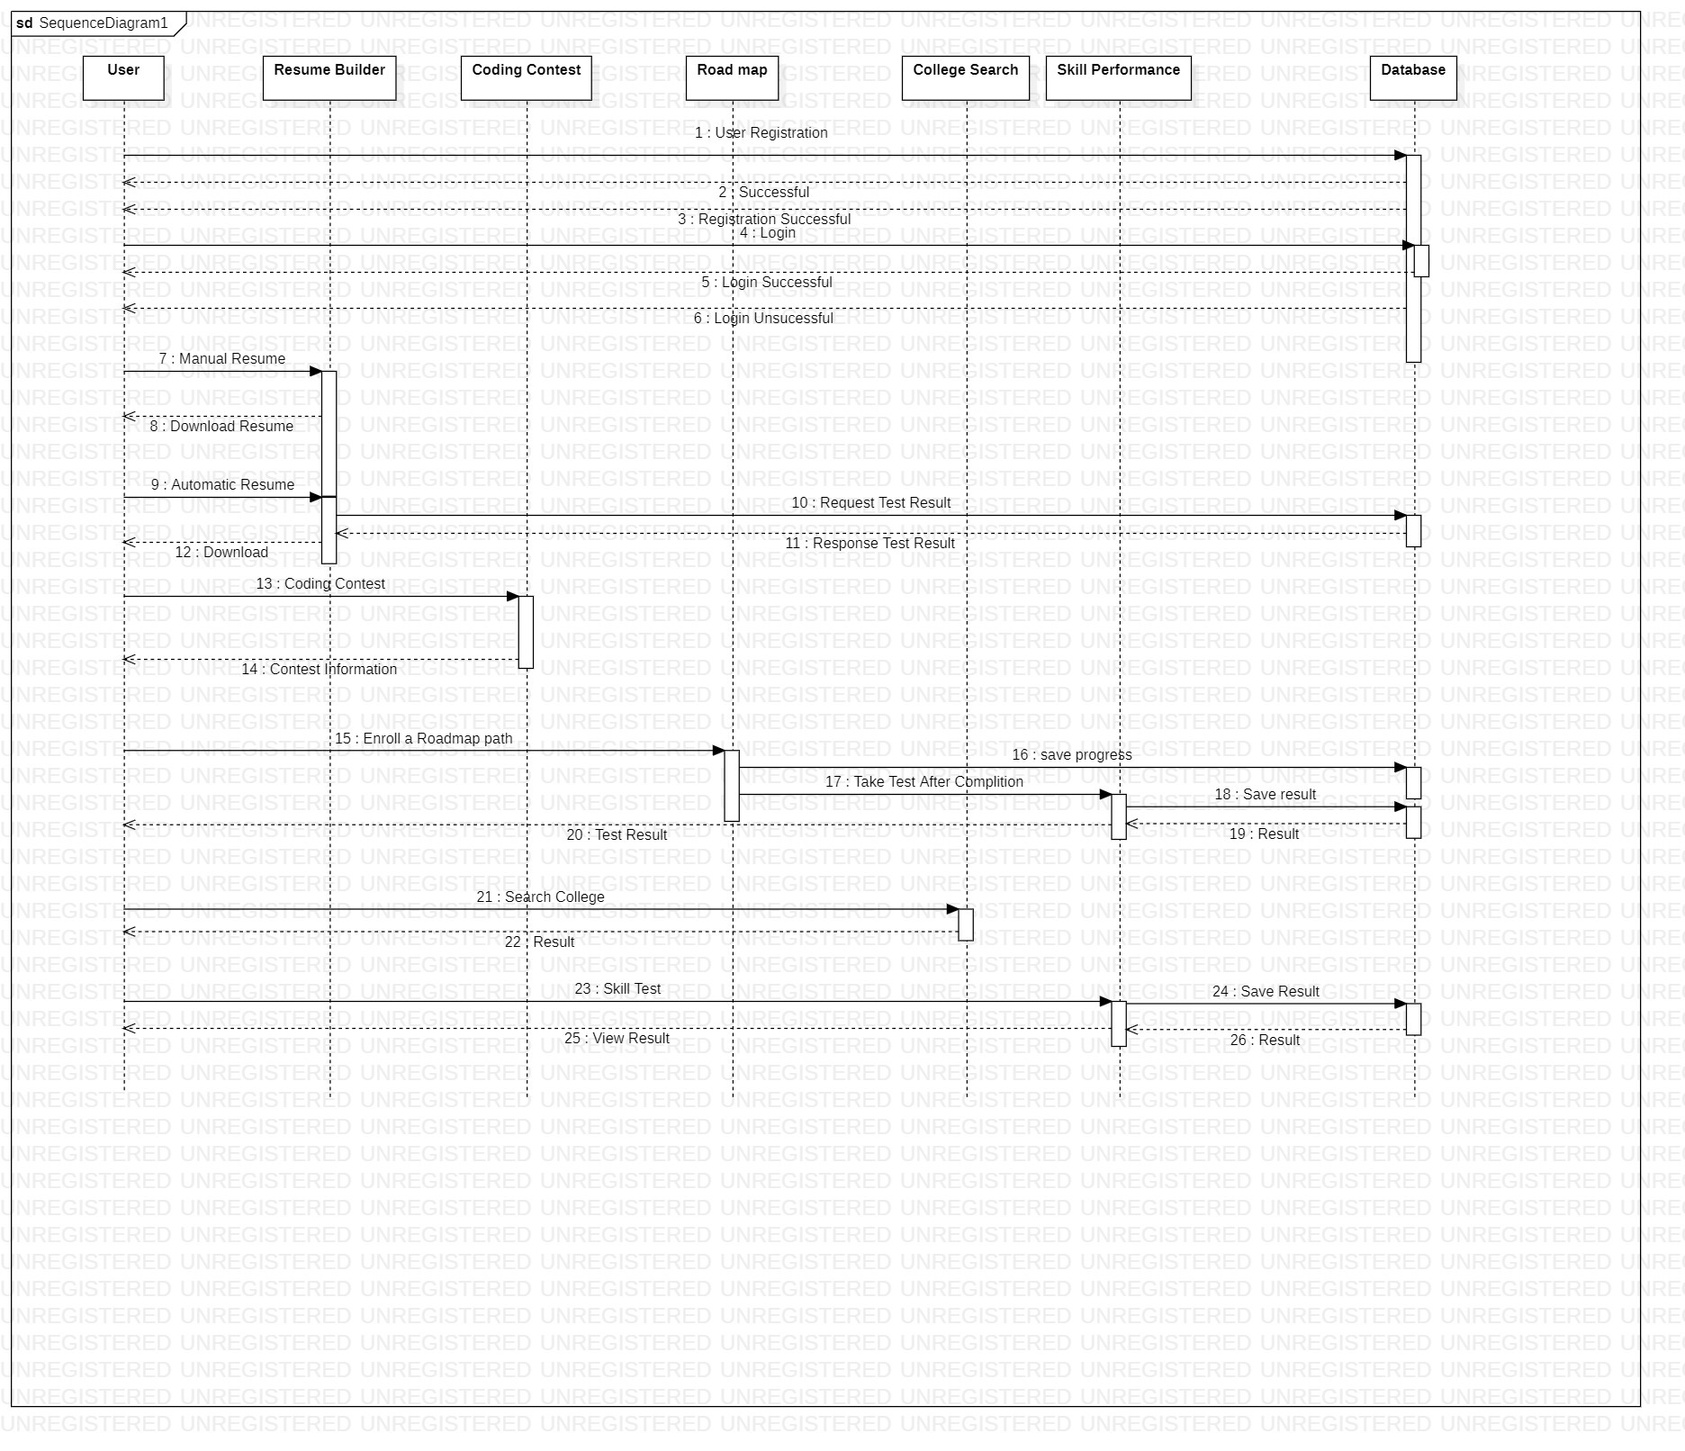 sd SequenceDiagram1
User
Resume Builder
Coding Contest
Road map
College Search
Skill Performance
Database
1 : User Registration
2 : Successful
3 : Registration Successful
4 : Login
5 : Login Successful
6 : Login Unsucessful
7 : Manual Resume
8 : Download Resume
9 : Automatic Resume
10 : Request Test Result
11 : Response Test Result
12 : Download
13 : Coding Contest
14 : Contest Information
15 : Enroll a Roadmap path
16 : save progress
17 : Take Test After Complition
18 : Save result
19 : Result
20 : Test Result
21 : Search College
22 : Result
23 : Skill Test
24 : Save Result
25 : View Result
26 : Result
UNREGISTERED